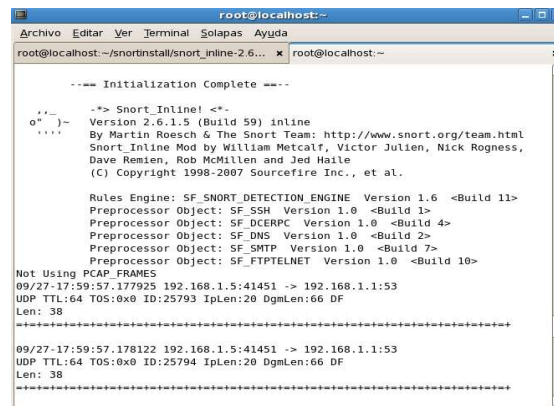 root@localhost:~
Archivo Editar Ver Terminal Solapas Ayuda
root@localhost:~/snortinstall/snort_inline-2.6... × root@localhost:~
--== Initialization Complete ==--
,,_     -*> Snort_Inline! <*-
o"  )~   Version 2.6.1.5 (Build 59) inline
''''    By Martin Roesch & The Snort Team: http://www.snort.org/team.html
Snort_Inline Mod by William Metcalf, Victor Julien, Nick Rogness,
Dave Remien, Rob McMillen and Jed Haile
(C) Copyright 1998-2007 Sourcefire Inc., et al.
Rules Engine: SF_SNORT_DETECTION_ENGINE  Version 1.6  <Build 11>
Preprocessor Object: SF_SSH  Version 1.0  <Build 1>
Preprocessor Object: SF_DCERPC  Version 1.0  <Build 4>
Preprocessor Object: SF_DNS  Version 1.0  <Build 2>
Preprocessor Object: SF_SMTP  Version 1.0  <Build 7>
Preprocessor Object: SF_FTPTELNET  Version 1.0  <Build 10>
Not Using PCAP_FRAMES
09/27-17:59:57.177925 192.168.1.5:41451 -> 192.168.1.1:53
UDP TTL:64 TOS:0x0 ID:25793 IpLen:20 DgmLen:66 DF
Len: 38
=+=+=+=+=+=+=+=+=+=+=+=+=+=+=+=+=+=+=+=+=+=+=+=+=+=+=+=+=+=+=+=+=+=+=+=+=+
09/27-17:59:57.178122 192.168.1.5:41451 -> 192.168.1.1:53
UDP TTL:64 TOS:0x0 ID:25794 IpLen:20 DgmLen:66 DF
Len: 38
=+=+=+=+=+=+=+=+=+=+=+=+=+=+=+=+=+=+=+=+=+=+=+=+=+=+=+=+=+=+=+=+=+=+=+=+=+